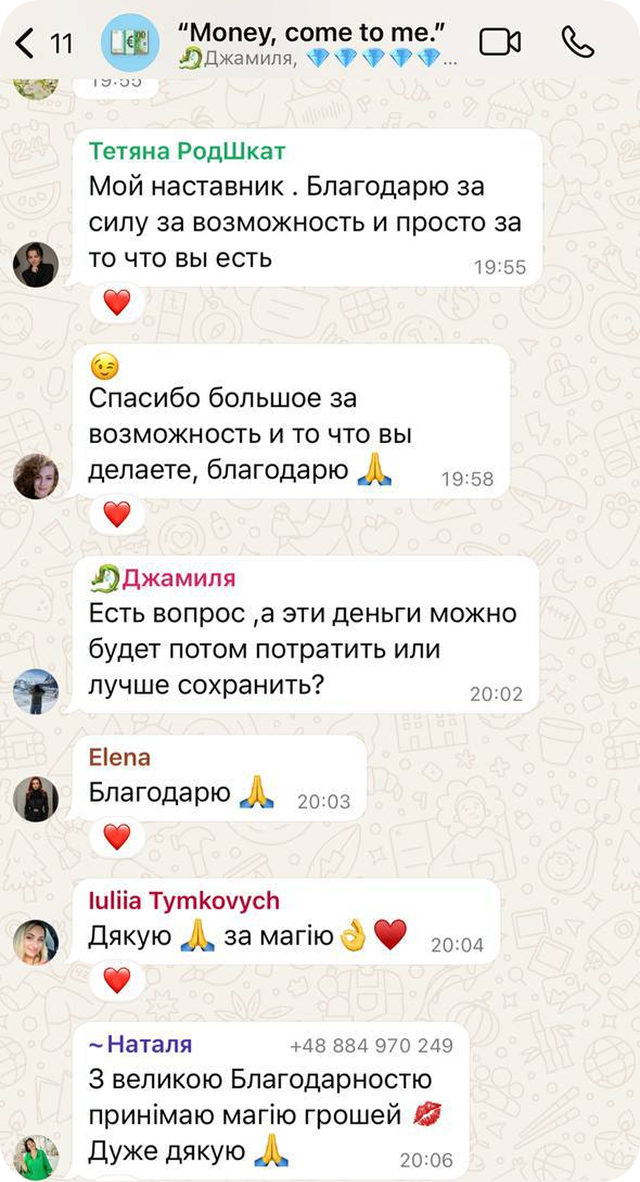 11
“Money, come to me.”
🐉Джамиля, 💎💎💎💎💎...
19:55
Тетяна РодШкат
Мой наставник . Благодарю за
силу за возможность и просто за
то что вы есть
19:55
❤️
😉
Спасибо большое за
возможность и то что вы
делаете, благодарю 🙏
19:58
❤️
🐉Джамиля
Есть вопрос ,а эти деньги можно
будет потом потратить или
лучше сохранить?
20:02
Elena
Благодарю 🙏 20:03
❤️
Iuliia Tymkovych
Дякую 🙏 за магію👌♥️ 20:04
❤️
~Наталя +48 884 970 249
З великою Благодарностю
принімаю магію грошей 💋
Дуже дякую 🙏
20:06